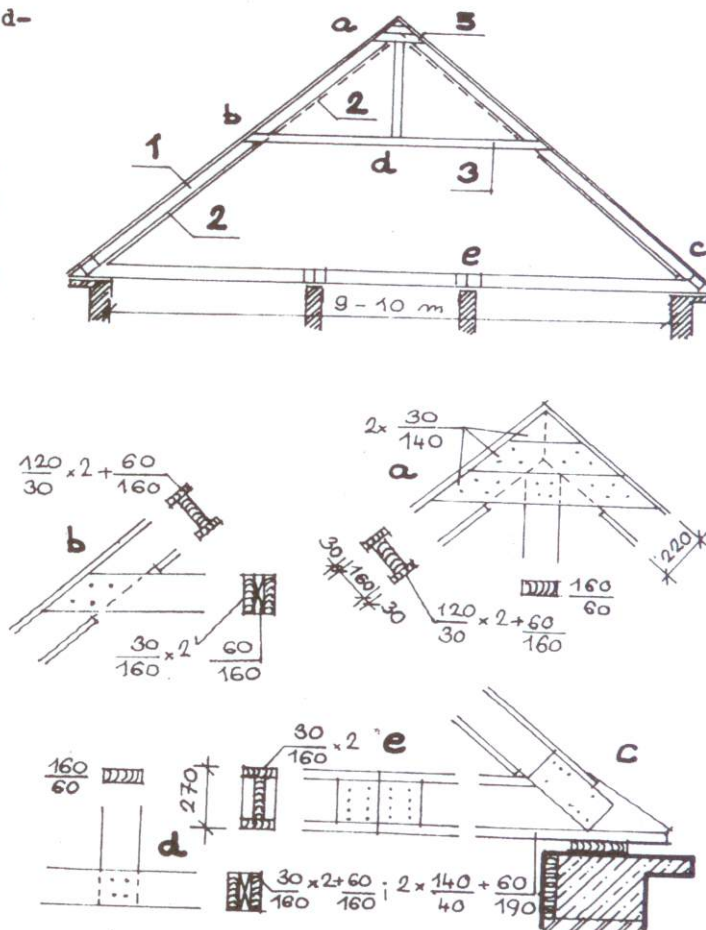 d-
a 5
b 2
1 d 3
2 c
e
9 - 10 m
120/30 × 2 + 60/160
b
30/160 × 2 60/160
2× 30/140
a
220
30 160 30
160/60
120/30 × 2 + 60/160
30/160 × 2 e
160/60 270 c
d
30/160 × 2 + 60/160 ; 2 × 140/40 + 60/190